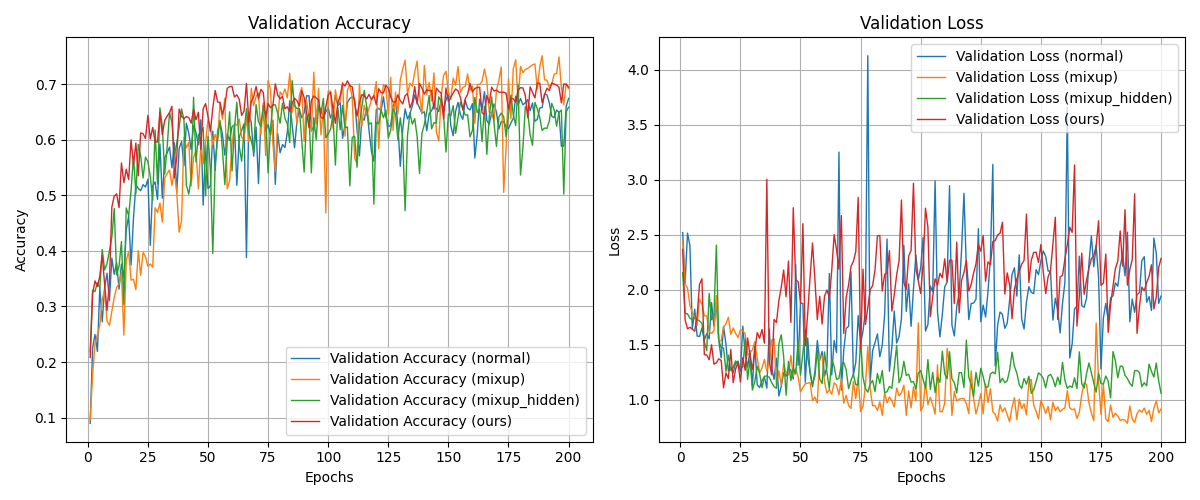 Validation Accuracy
Accuracy
0.7
0.6
0.5
0.4
0.3
0.2
0.1
Validation Accuracy (normal)
Validation Accuracy (mixup)
Validation Accuracy (mixup_hidden)
Validation Accuracy (ours)
0 25 50 75 100 125 150 175 200
Epochs
Validation Loss
Loss
4.0
3.5
3.0
2.5
2.0
1.5
1.0
Validation Loss (normal)
Validation Loss (mixup)
Validation Loss (mixup_hidden)
Validation Loss (ours)
0 25 50 75 100 125 150 175 200
Epochs